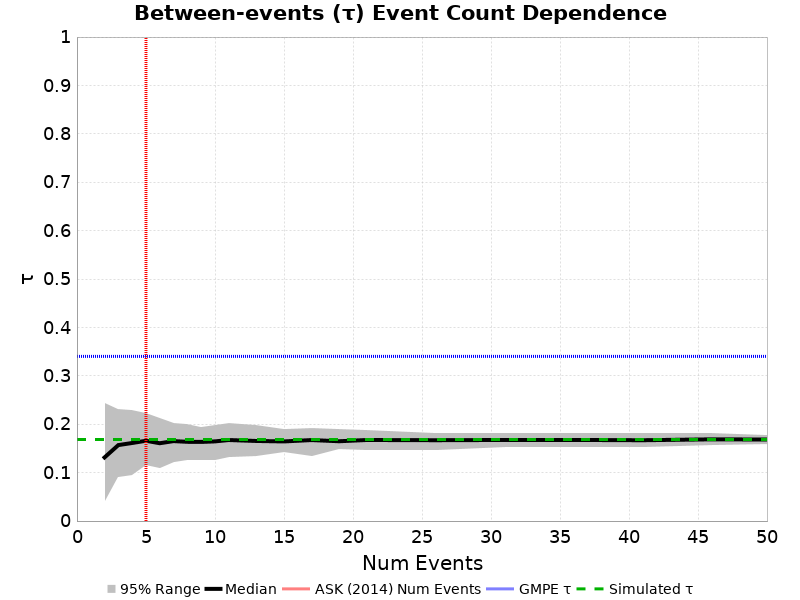 Between-events (τ) Event Count Dependence
1
0.9
0.8
0.7
0.6
0.5
0.4
0.3
0.2
0.1
0
τ
0 5 10 15 20 25 30 35 40 45 50
Num Events
95% Range Median ASK (2014) Num Events GMPE τ Simulated τ